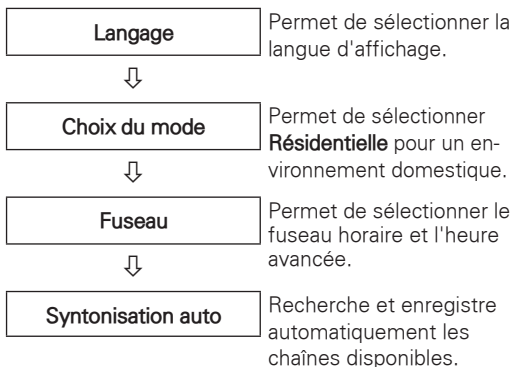 Langage
Permet de sélectionner la
langue d'affichage.
⇩
Choix du mode
Permet de sélectionner
Résidentielle pour un en-
vironnement domestique.
⇩
Fuseau
Permet de sélectionner le
fuseau horaire et l'heure
avancée.
⇩
Syntonisation auto
Recherche et enregistre
automatiquement les
chaînes disponibles.